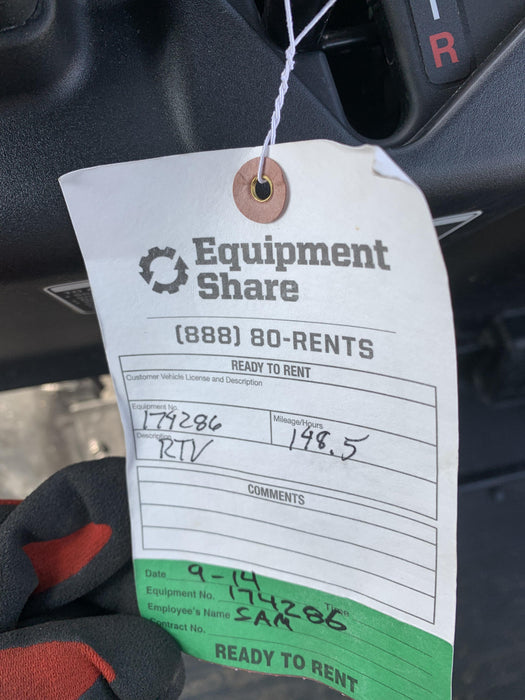 R
Equipment
Share
(888) 80-RENTS
READY TO RENT
Customer Vehicle License and Description
Equipment No. Mileage/Hours
174286 148.5
Description
RTV
COMMENTS
Date 9-14 Time
Equipment No. 174286
Employee's Name SAM
Contract No.
READY TO RENT